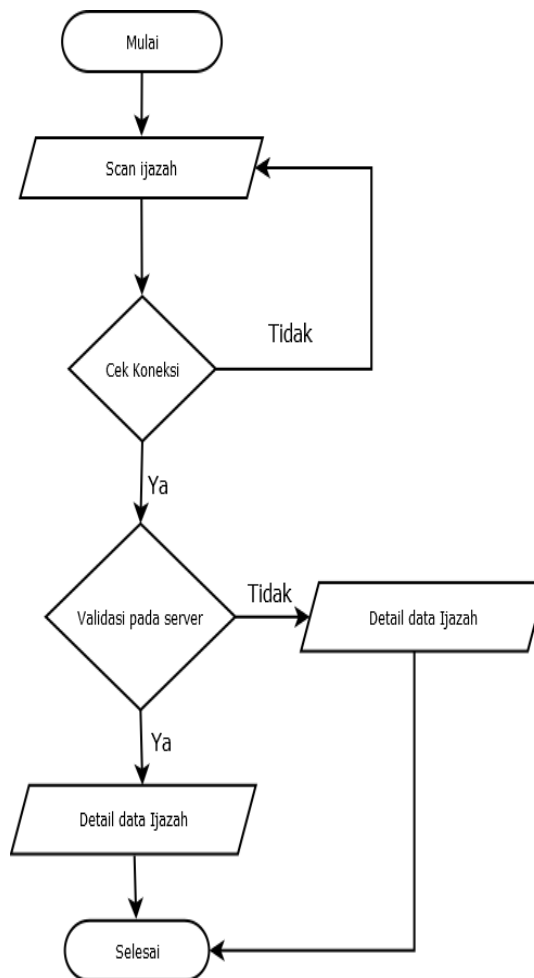 Mulai
Scan ijazah
Tidak
Cek Koneksi
Ya
Tidak
Validasi pada server
Detail data Ijazah
Ya
Detail data Ijazah
Selesai